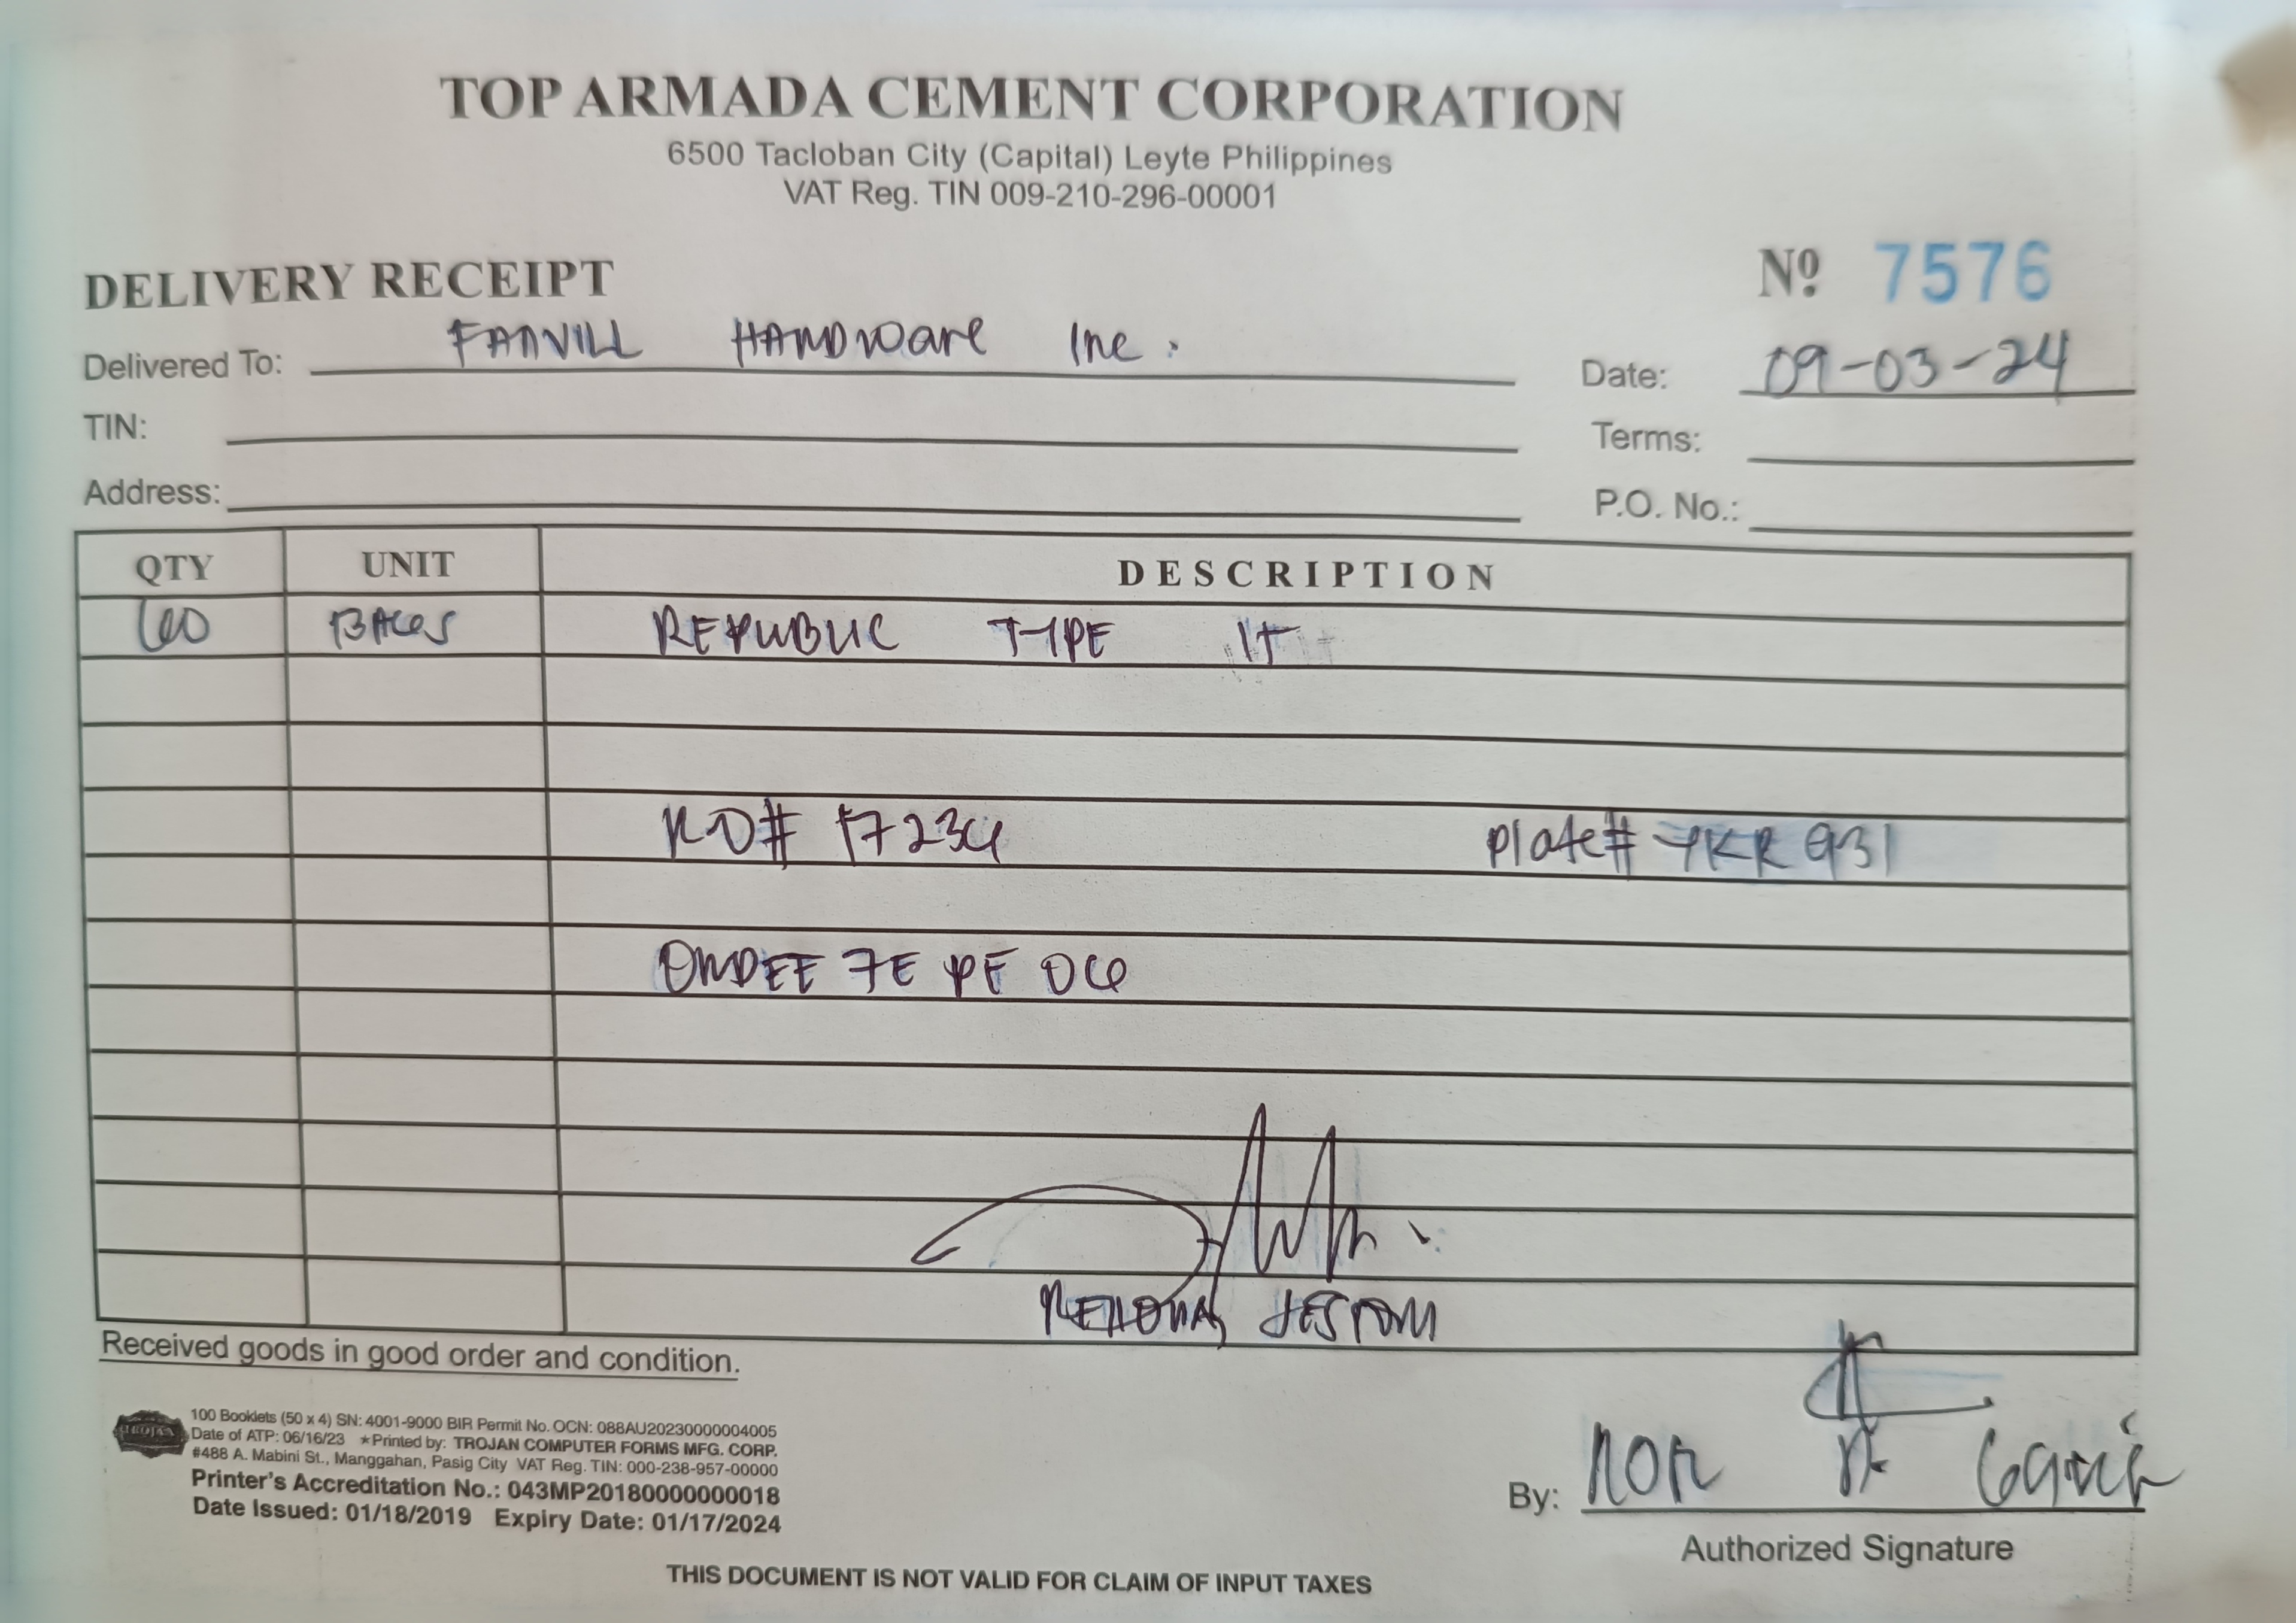 TOP ARMADA CEMENT CORPORATION
6500 Tacloban City (Capital) Leyte Philippines
VAT Reg. TIN 009-210-296-00001
DELIVERY RECEIPT
Nº 7576
Delivered To: FANVILL HARDware Inc.
Date: 09-03-24
TIN:
Terms:
Address:
P.O. No.:
QTY UNIT DESCRIPTION
BAGS REPUBLIC TYPE 1T
Plate# YKR 931
Received goods in good order and condition.
TROJAN
100 Booklets (50 x 4) SN: 4001-9000 BIR Permit No. OCN: 088AU20230000004005
Date of ATP: 06/16/23 ★Printed by: TROJAN COMPUTER FORMS MFG. CORP.
#488 A. Mabini St., Manggahan, Pasig City VAT Reg. TIN: 000-238-957-00000
Printer's Accreditation No.: 043MP20180000000018
Date Issued: 01/18/2019 Expiry Date: 01/17/2024
By: Garcia
Authorized Signature
THIS DOCUMENT IS NOT VALID FOR CLAIM OF INPUT TAXES